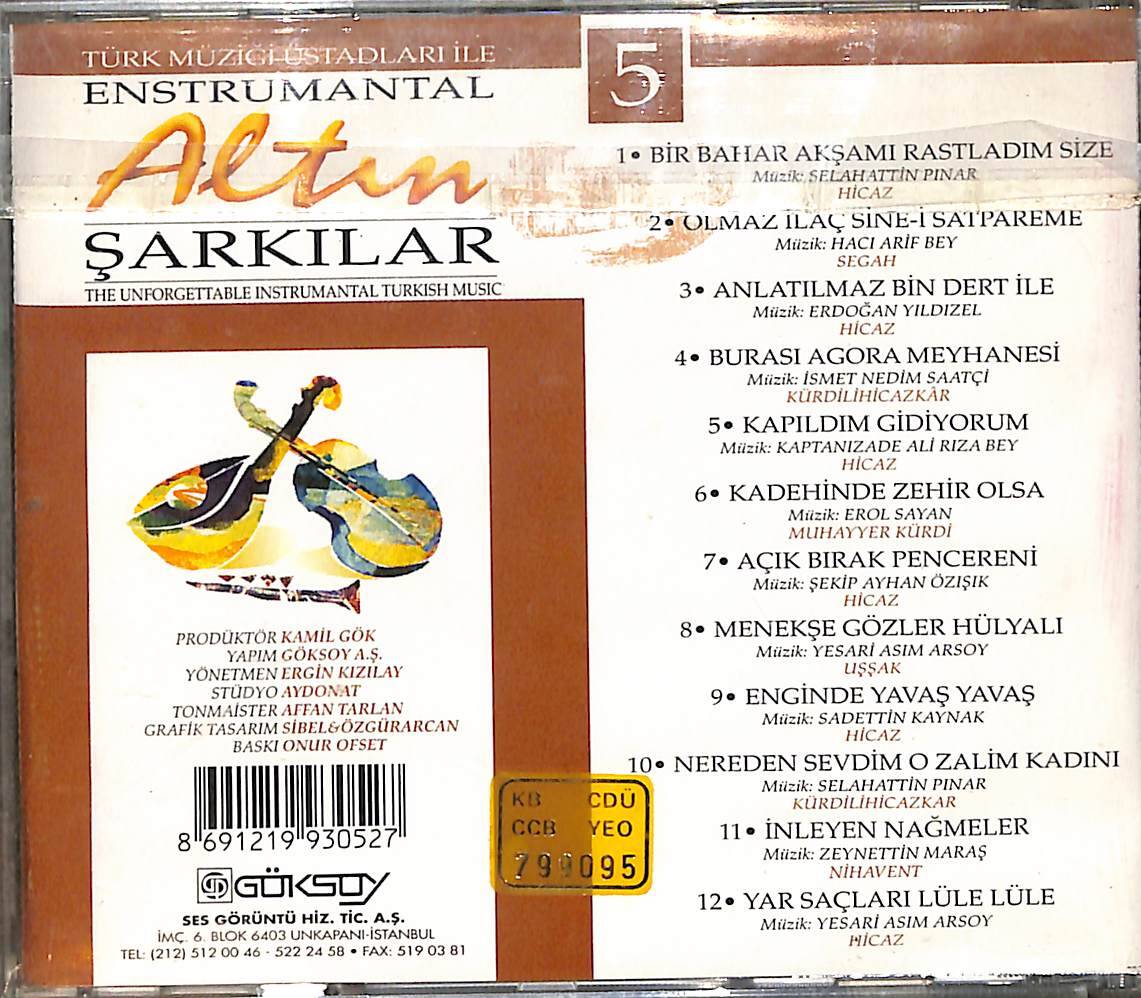 TÜRK MÜZİĞİ ÜSTADLARI İLE
ENSTRUMANTAL
Altın
ŞARKILAR
THE UNFORGETTABLE INSTRUMANTAL TURKISH MUSIC
5
1• BİR BAHAR AKŞAMI RASTLADIM SİZE
Müzik: SELAHATTİN PINAR
HİCAZ
2• OLMAZ İLAÇ SİNE-İ SATPAREME
Müzik: HACI ARİF BEY
SEGAH
3• ANLATILMAZ BİN DERT İLE
Müzik: ERDOĞAN YILDIZEL
HİCAZ
4• BURASI AGORA MEYHANESİ
Müzik: İSMET NEDİM SAATÇİ
KÜRDİLİHİCAZKÂR
5• KAPILDIM GİDİYORUM
Müzik: KAPTANIZADE ALİ RIZA BEY
HİCAZ
6• KADEHİNDE ZEHİR OLSA
Müzik: EROL SAYAN
MUHAYYER KÜRDİ
7• AÇIK BIRAK PENCERENİ
Müzik: ŞEKİP AYHAN ÖZIŞIK
HİCAZ
8• MENEKŞE GÖZLER HÜLYALI
Müzik: YESARİ ASIM ARSOY
UŞŞAK
9• ENGİNDE YAVAŞ YAVAŞ
Müzik: SADETTİN KAYNAK
HİCAZ
10• NEREDEN SEVDİM O ZALİM KADINI
Müzik: SELAHATTİN PINAR
KÜRDİLİHİCAZKAR
11• İNLEYEN NAĞMELER
Müzik: ZEYNETTİN MARAŞ
NİHAVENT
12• YAR SAÇLARI LÜLE LÜLE
Müzik: YESARİ ASIM ARSOY
HİCAZ
PRODÜKTÖR KAMİL GÖK
YAPIM GÖKSOY A.Ş.
YÖNETMEN ERGİN KIZILAY
STÜDYO AYDONAT
TONMAISTER AFFAN TARLAN
GRAFİK TASARIM SİBEL&ÖZGÜRARCAN
BASKI ONUR OFSET
8 691219 930527
GÖKSOY
SES GÖRÜNTÜ HİZ. TİC. A.Ş.
İMÇ. 6. BLOK 6403 UNKAPANI-İSTANBUL
TEL: (212) 512 00 46 - 522 24 58 • FAX: 519 03 81
KB CDÜ
CCB YEO
799095